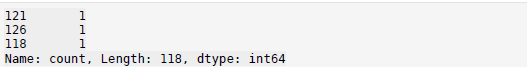 121       1
126       1
118       1
Name: count, Length: 118, dtype: int64